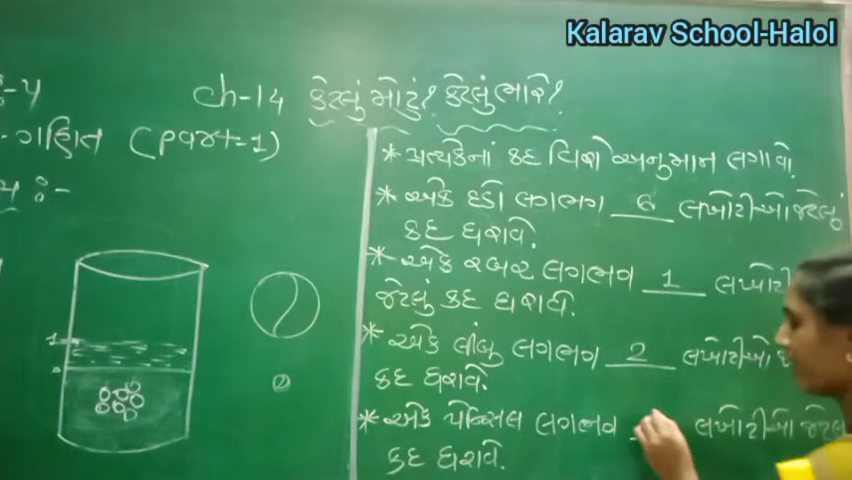 Kalarav School-Halol
ch-14 કેટલું મોટું? કેટલું ભારે?
ગણિત (Part-1)
* પ્રત્યેકનાં કદ વિશે અનુમાન લગાવો.
* એક દડો લગભગ 6 લખોટીઓ જેટલું
કદ ધરાવે.
* એક રબર લગભગ 1 લખોટી
જેટલું કદ ધરાવે.
* એક લીંબુ લગભગ 2 લખોટીઓ
કદ ધરાવે.
* એક પેન્સિલ લગભગ લખોટીઓ જેટલું
કદ ધરાવે.